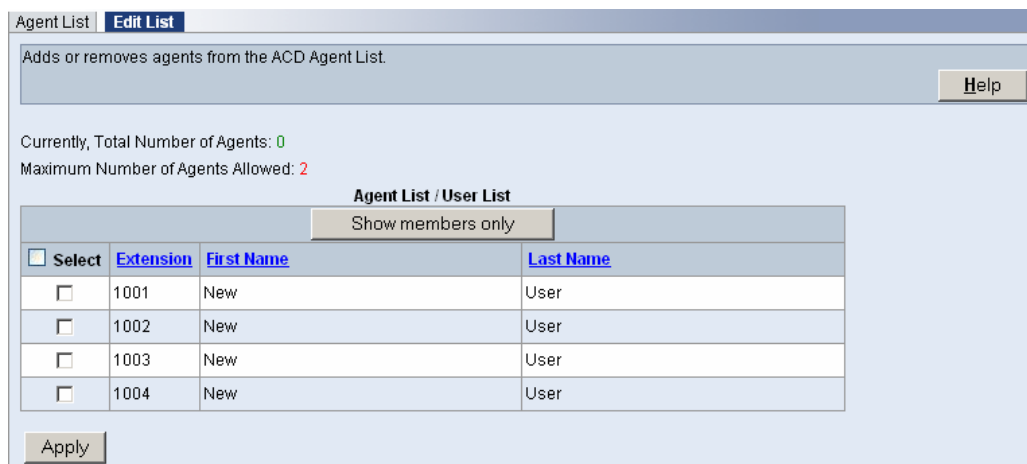 Agent List Edit List
Adds or removes agents from the ACD Agent List.
Help
Currently, Total Number of Agents: 0
Maximum Number of Agents Allowed: 2
Agent List / User List
Show members only
Select Extension First Name Last Name
1001 New User
1002 New User
1003 New User
1004 New User
Apply